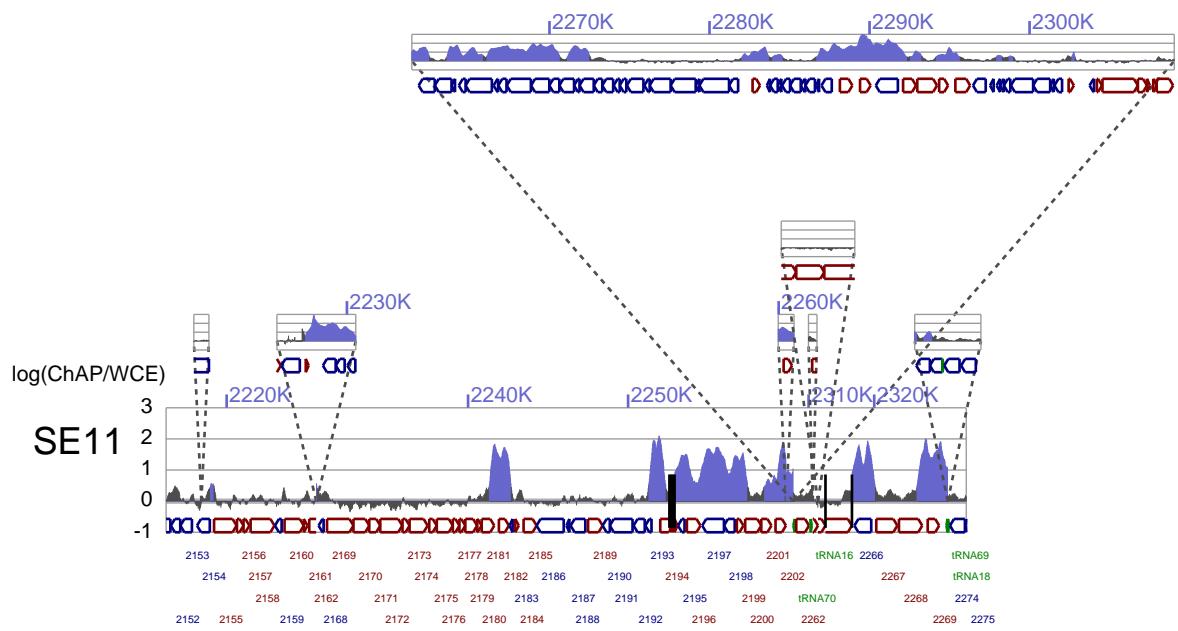 2270K 2280K 2290K 2300K
2230K 2260K
log(ChAP/WCE)
2220K 2240K 2250K 2310K 2320K
SE11
3
2
1
0
-1
2153 2156 2160 2169 2173 2177 2181 2185 2189 2193 2197 2201 tRNA16 2266 tRNA69
2154 2157 2161 2170 2174 2178 2182 2186 2190 2194 2198 2202 2267 tRNA18
2158 2162 2171 2175 2179 2183 2187 2191 2195 2199 tRNA70 2268 2274
2152 2155 2159 2168 2172 2176 2180 2184 2188 2192 2196 2200 2262 2269 2275